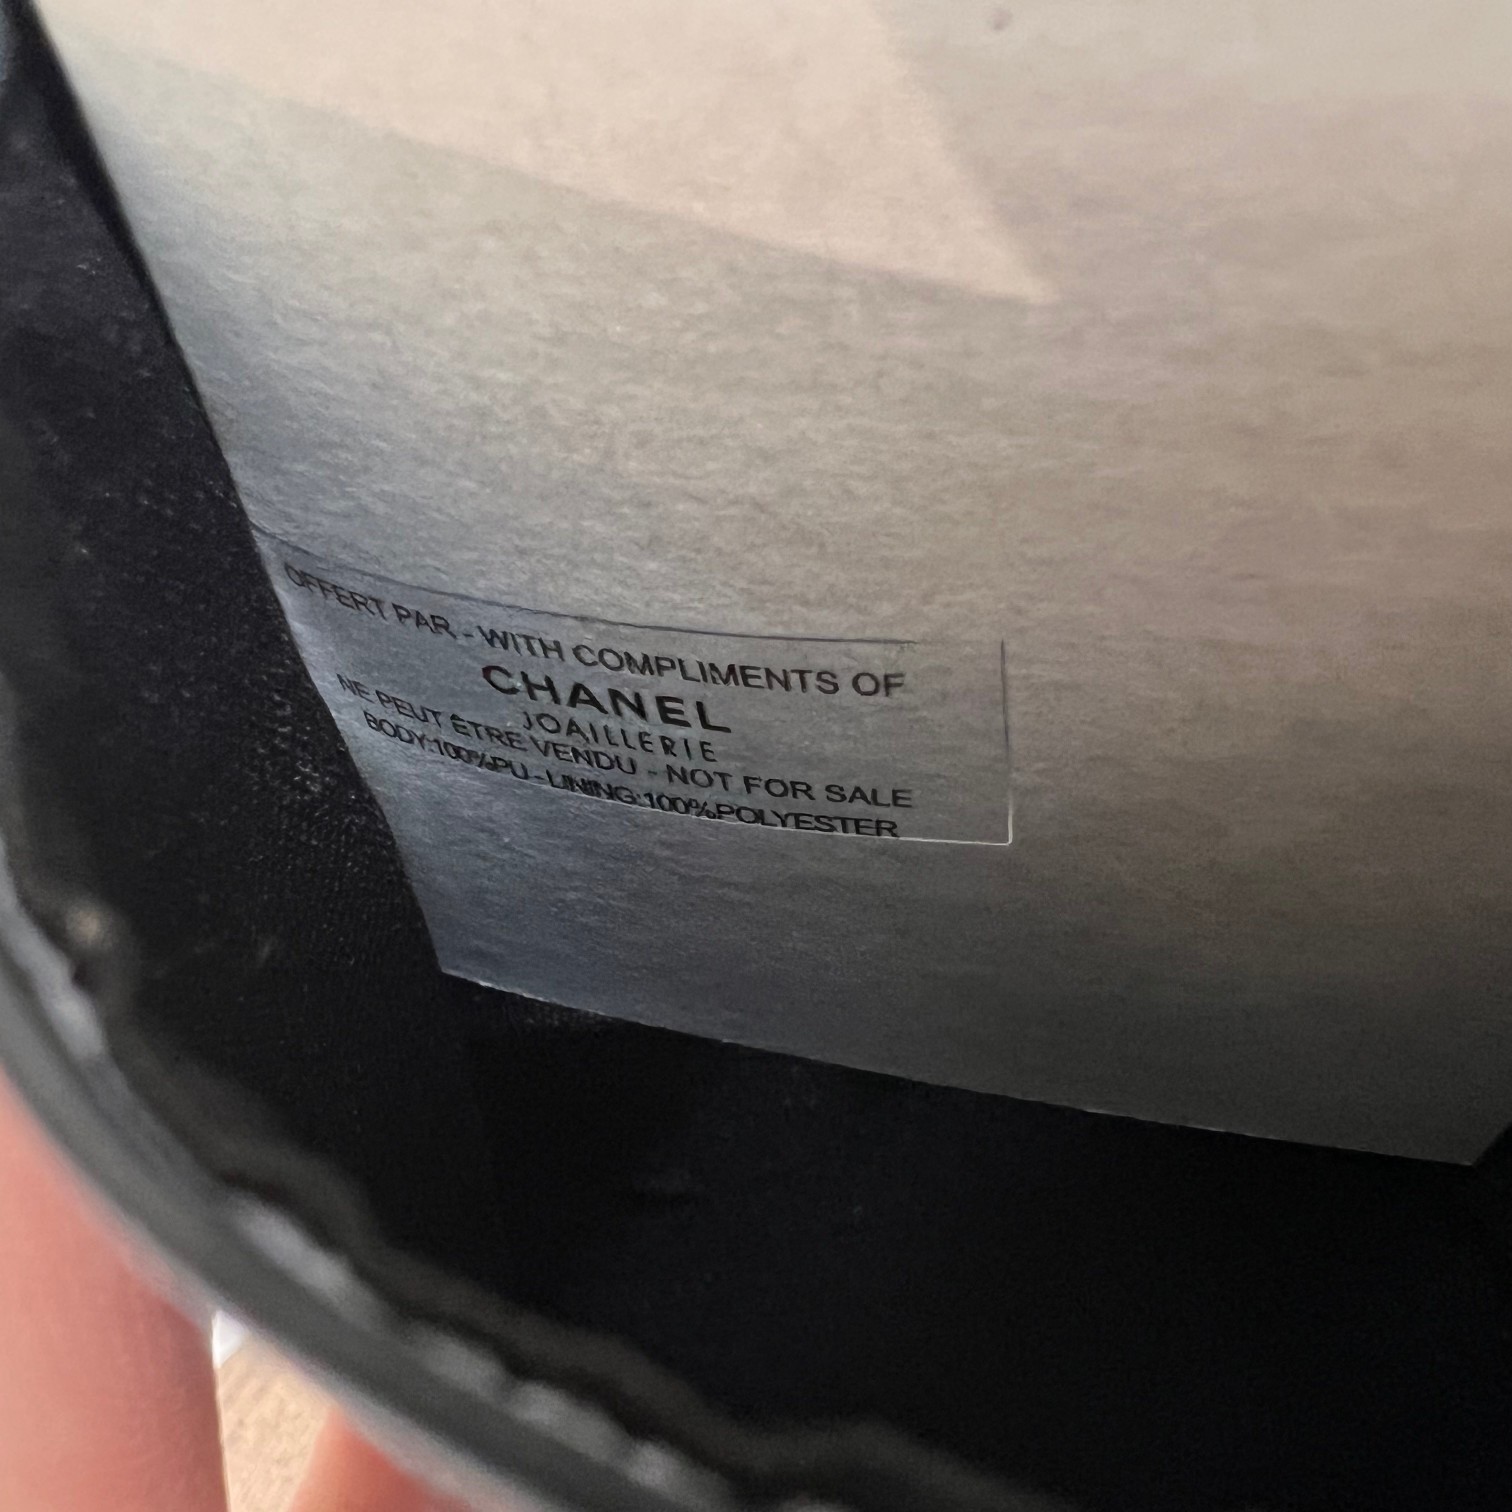 OFFERT PAR - WITH COMPLIMENTS OF
CHANEL
JOAILLERIE
NE PEUT ÊTRE VENDU - NOT FOR SALE
BODY:100%PU-LINING:100%POLYESTER